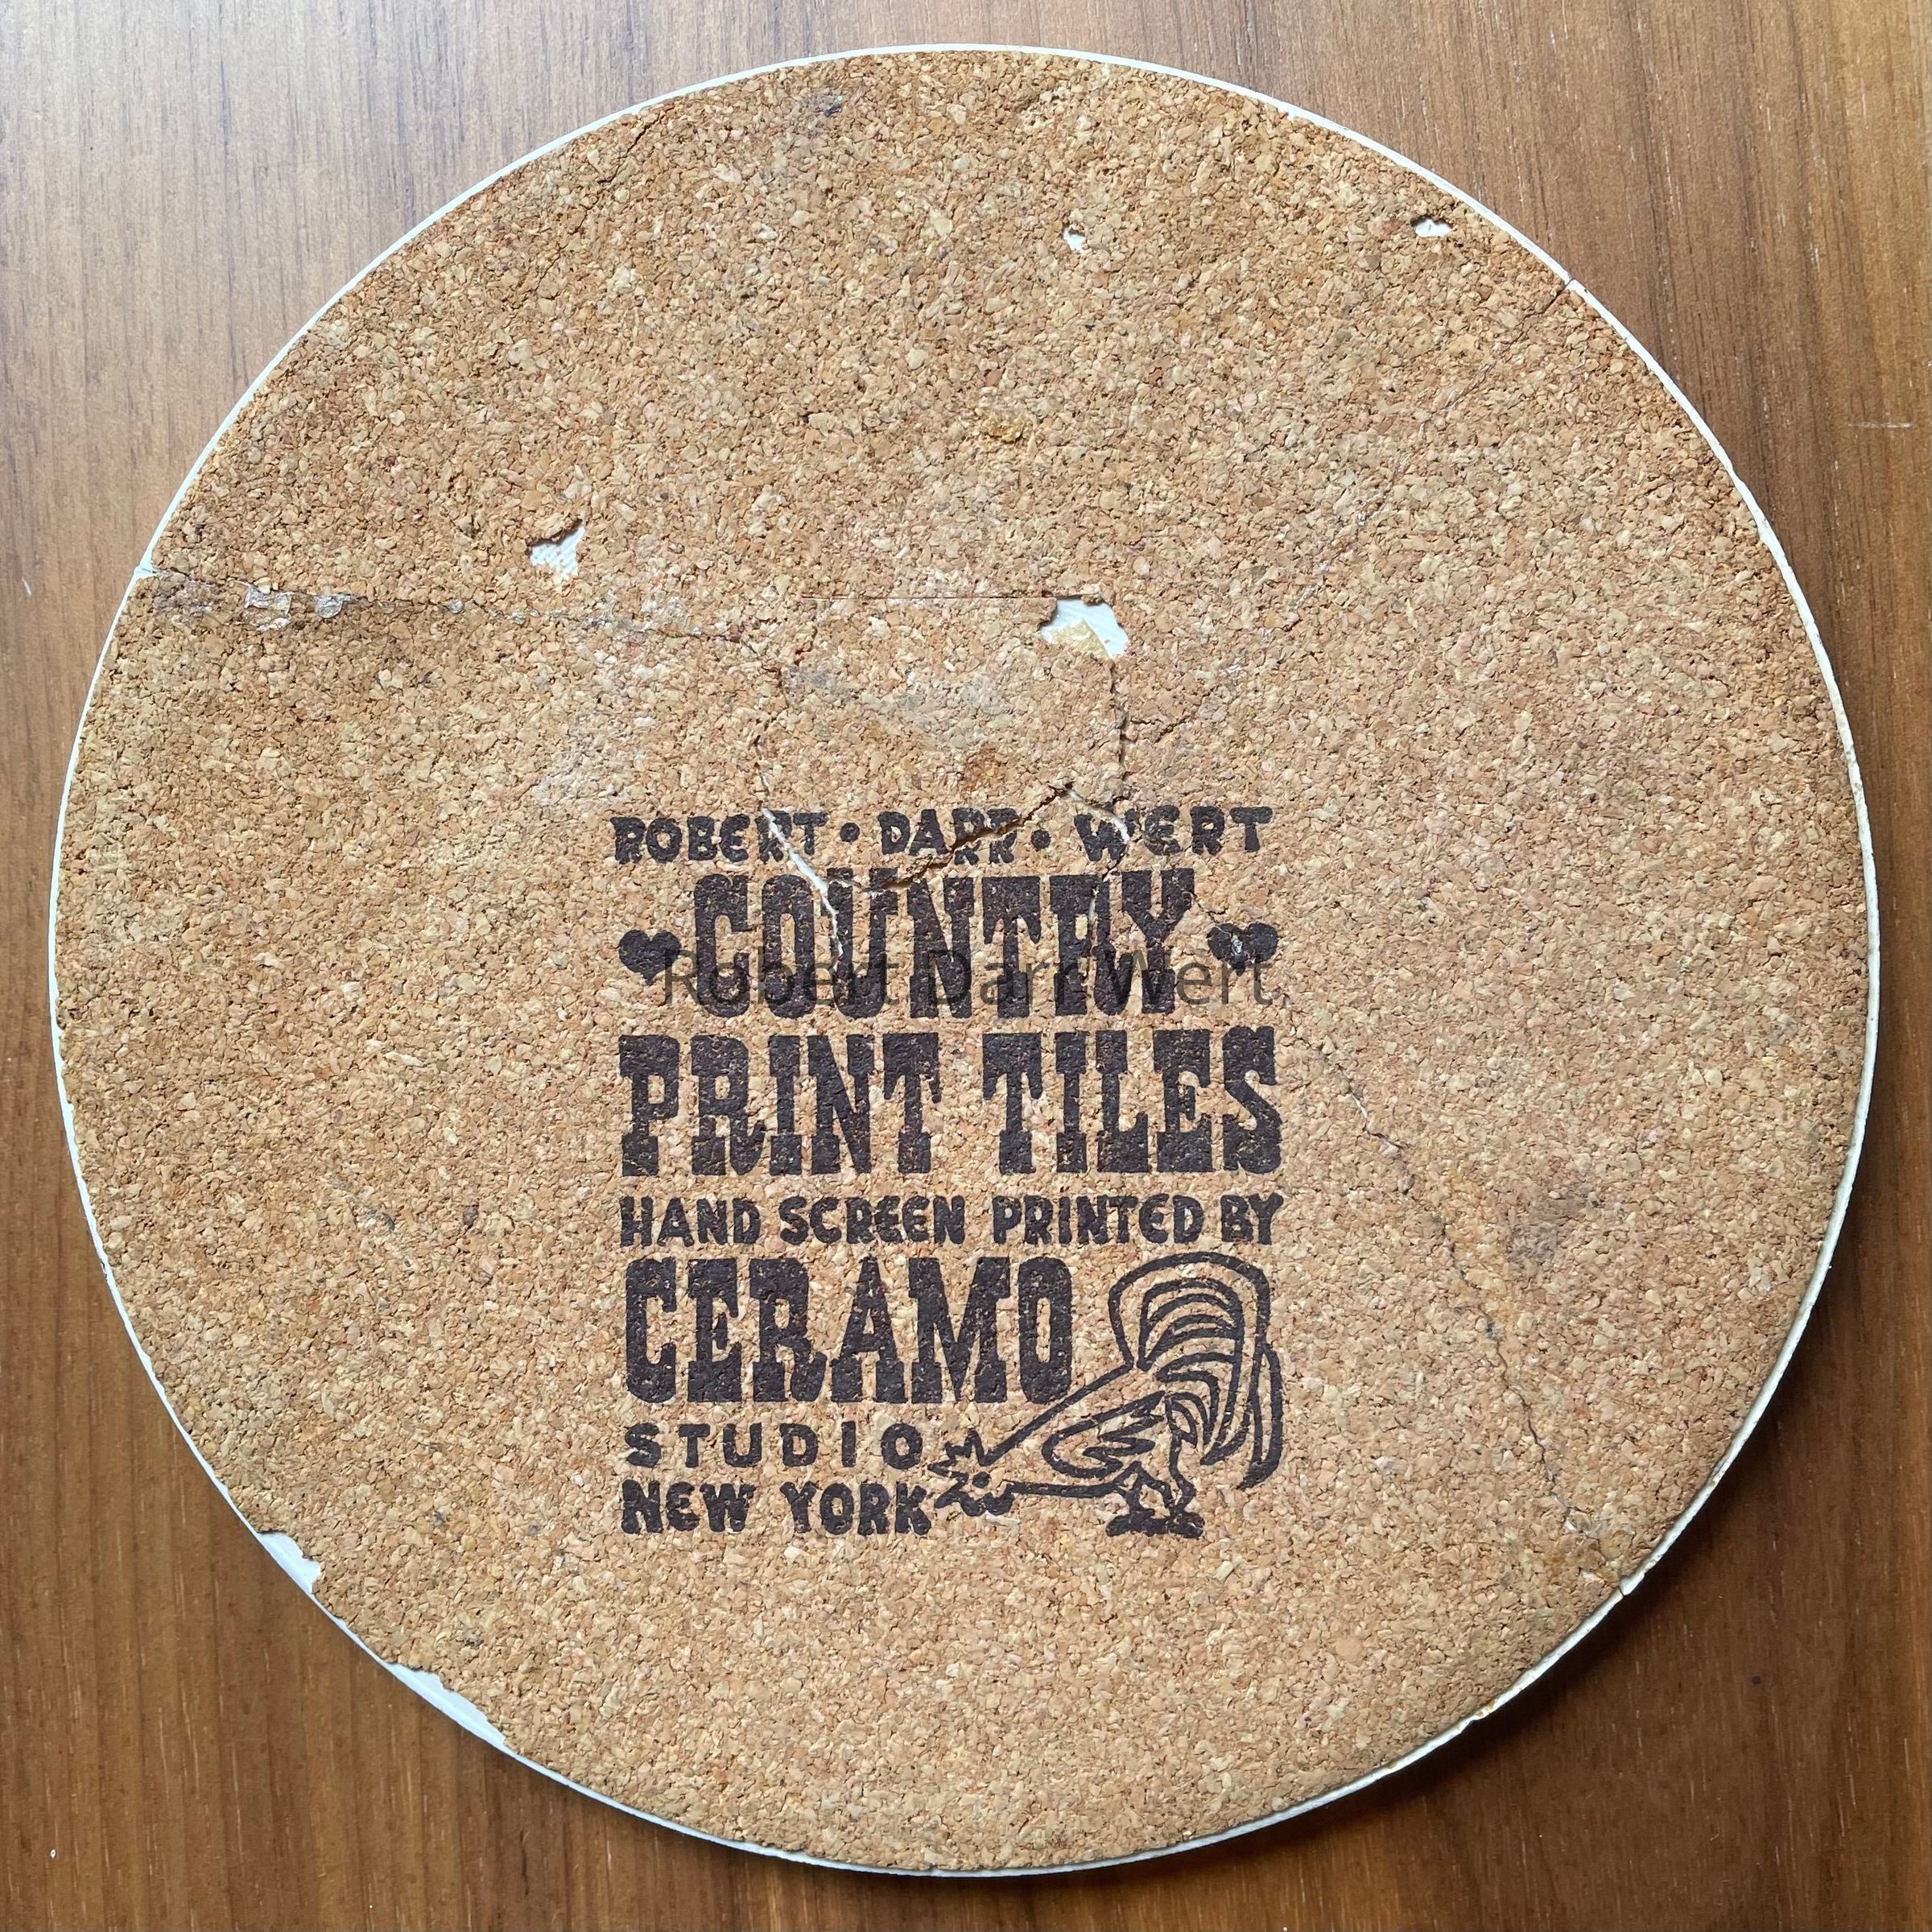 ROBERT • DARR • WERT
♥ COUNTRY ♥
Robert Darr Wert
PRINT TILES
HAND SCREEN PRINTED BY
CERAMO
STUDIO
NEW YORK